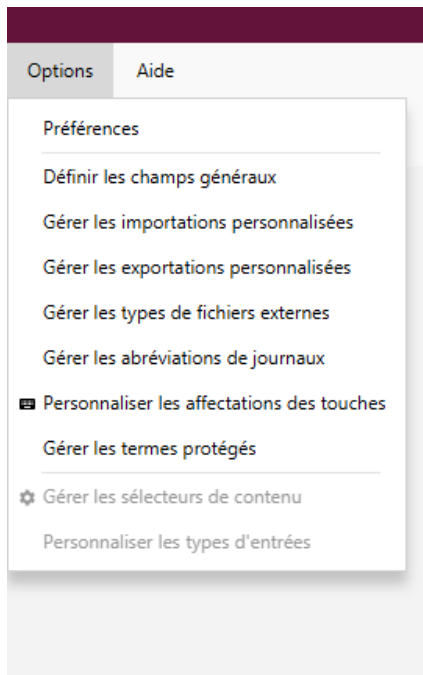 Options Aide
Préférences
Définir les champs généraux
Gérer les importations personnalisées
Gérer les exportations personnalisées
Gérer les types de fichiers externes
Gérer les abréviations de journaux
Personnaliser les affectations des touches
Gérer les termes protégés
Gérer les sélecteurs de contenu
Personnaliser les types d'entrées